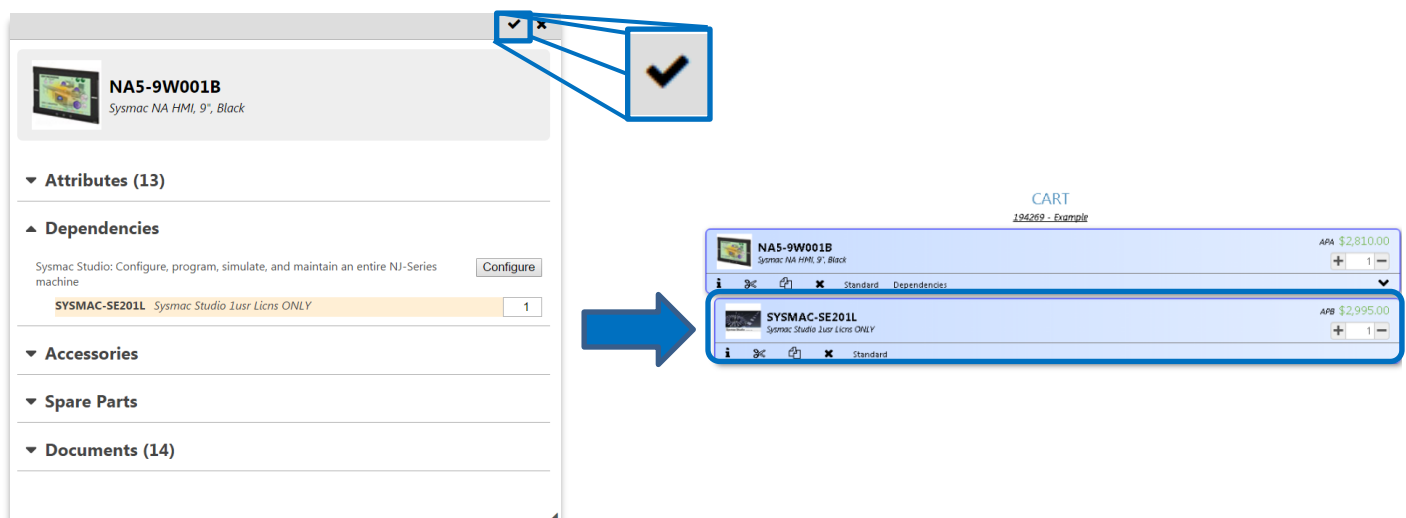 NA5-9W001B
Sysmac NA HMI, 9", Black
Attributes (13)
Dependencies
Sysmac Studio: Configure, program, simulate, and maintain an entire NJ-Series
machine
Configure
SYSMAC-SE201L Sysmac Studio 1usr Licns ONLY 1
Accessories
Spare Parts
Documents (14)
CART
194269 - Example
NA5-9W001B
Sysmac NA HMI, 9", Black
APA $2,810.00
1
Standard Dependencies
SYSMAC-SE201L
Sysmac Studio 1usr Licns ONLY
APB $2,995.00
1
Standard